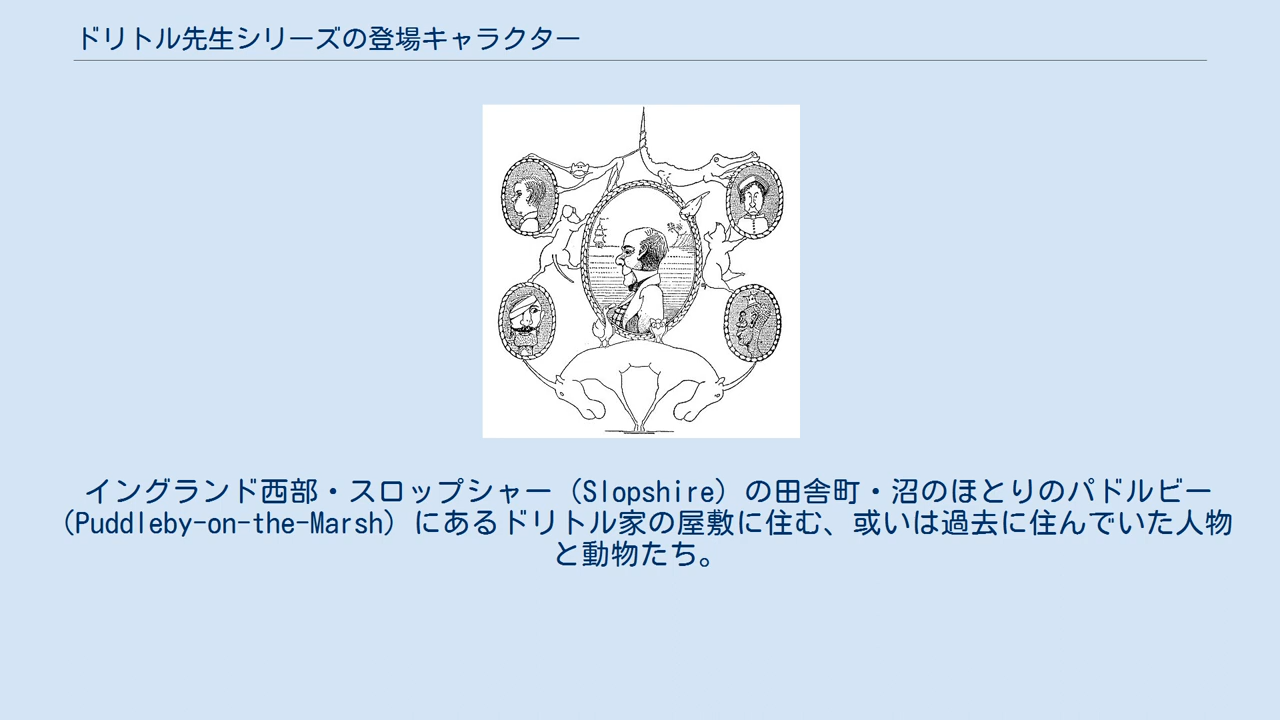 ドリトル先生シリーズの登場キャラクター
イングランド西部・スロップシャー（Slopshire）の田舎町・沼のほとりのパドルビー
（Puddleby-on-the-Marsh）にあるドリトル家の屋敷に住む、或いは過去に住んでいた人物
と動物たち。